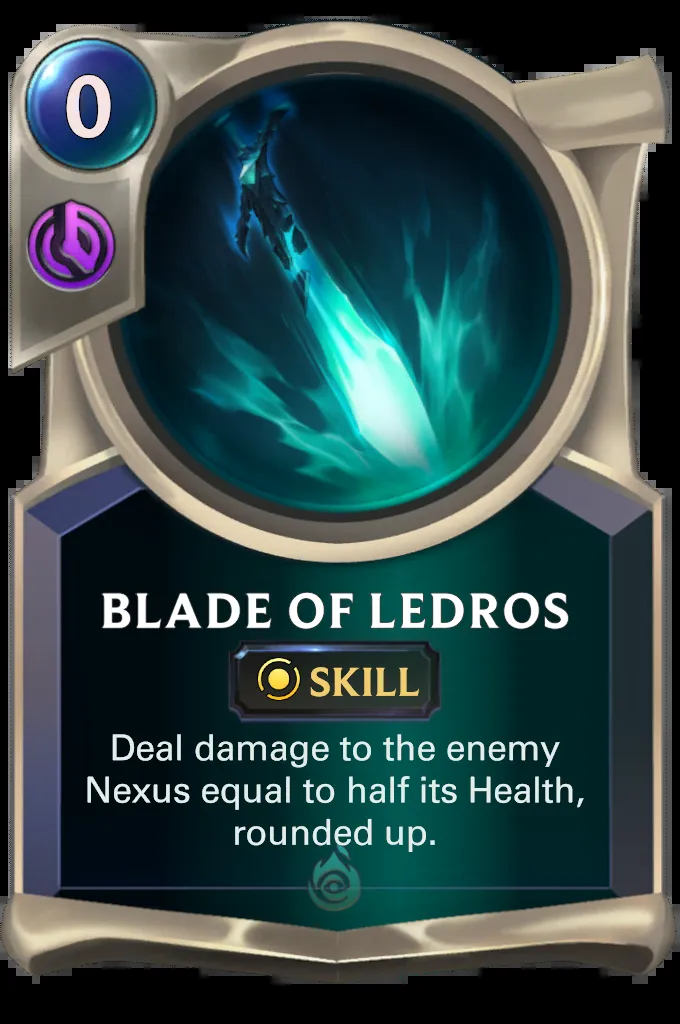 0
BLADE OF LEDROS
SKILL
Deal damage to the enemy
Nexus equal to half its Health,
rounded up.